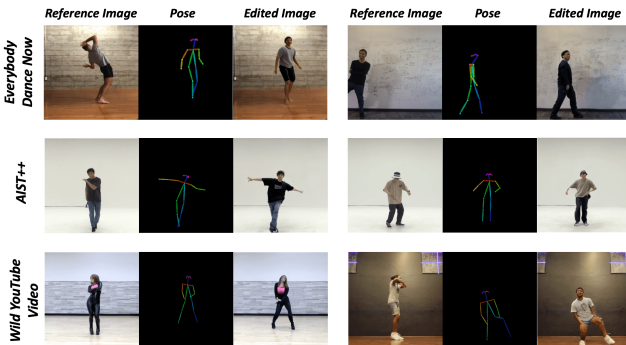 Reference Image Pose Edited Image Reference Image Pose Edited Image
Everybody
Dance Now
AIST++
Wild YouTube
Video